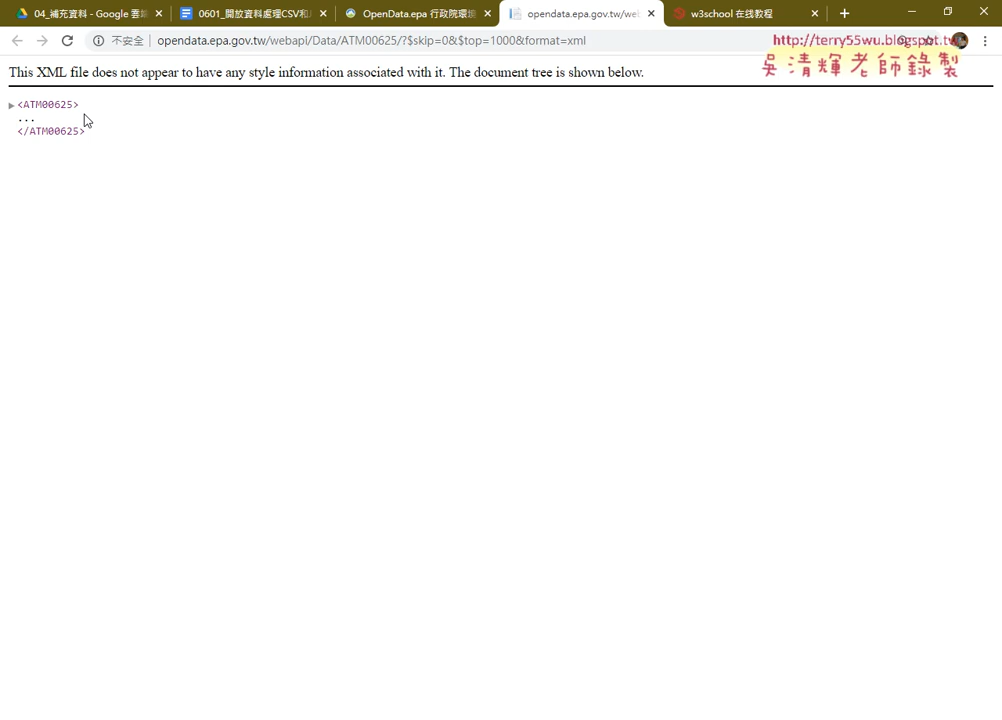 04_補充資料 - Google 雲端
0601_開放資料處理CSV和J
OpenData.epa 行政院環境
opendata.epa.gov.tw/we
w3school 在线教程
不安全 | opendata.epa.gov.tw/webapi/Data/ATM00625/?$skip=0&$top=1000&format=xml
http://terry55wu.blogspot.tw
吳清輝老師錄製
This XML file does not appear to have any style information associated with it. The document tree is shown below.
<ATM00625>
...
</ATM00625>